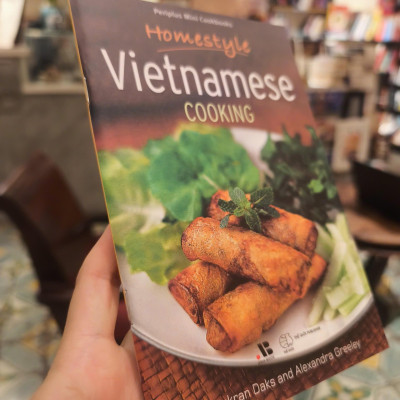 Periplus Mini Cookbooks
Homestyle
Vietnamese
COOKING
Daks and Alexandra Greeley